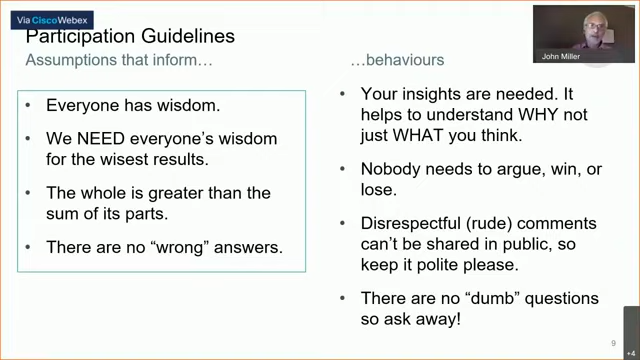 Via Cisco Webex
Participation Guidelines
Assumptions that inform…
• Everyone has wisdom.
• We NEED everyone's wisdom
for the wisest results.
• The whole is greater than the
sum of its parts.
• There are no “wrong” answers.
…behaviours
• Your insights are needed. It
helps to understand WHY not
just WHAT you think.
• Nobody needs to argue, win, or
lose.
• Disrespectful (rude) comments
can't be shared in public, so
keep it polite please.
• There are no “dumb” questions
so ask away!
John Miller
9
+4